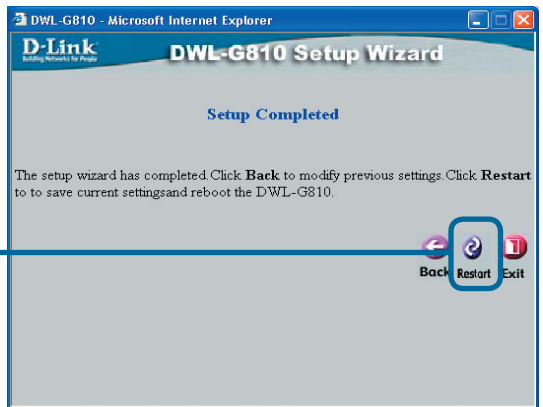 DWL-G810 - Microsoft Internet Explorer
D-Link
Building Networks for People
DWL-G810 Setup Wizard
Setup Completed
The setup wizard has completed.Click Back to modify previous settings.Click Restart
to to save current settingsand reboot the DWL-G810.
Back Restart Exit